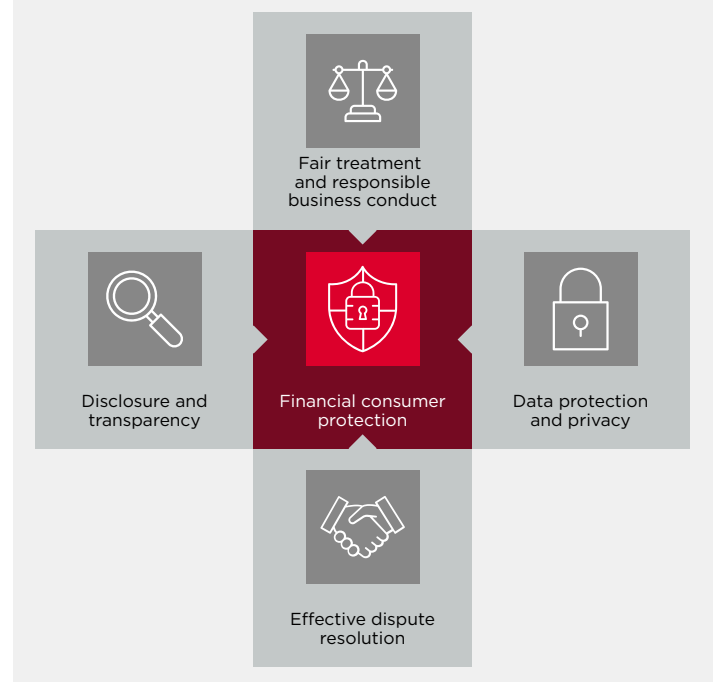 Fair treatment
and responsible
business conduct
Disclosure and
transparency
Financial consumer
protection
Data protection
and privacy
Effective dispute
resolution